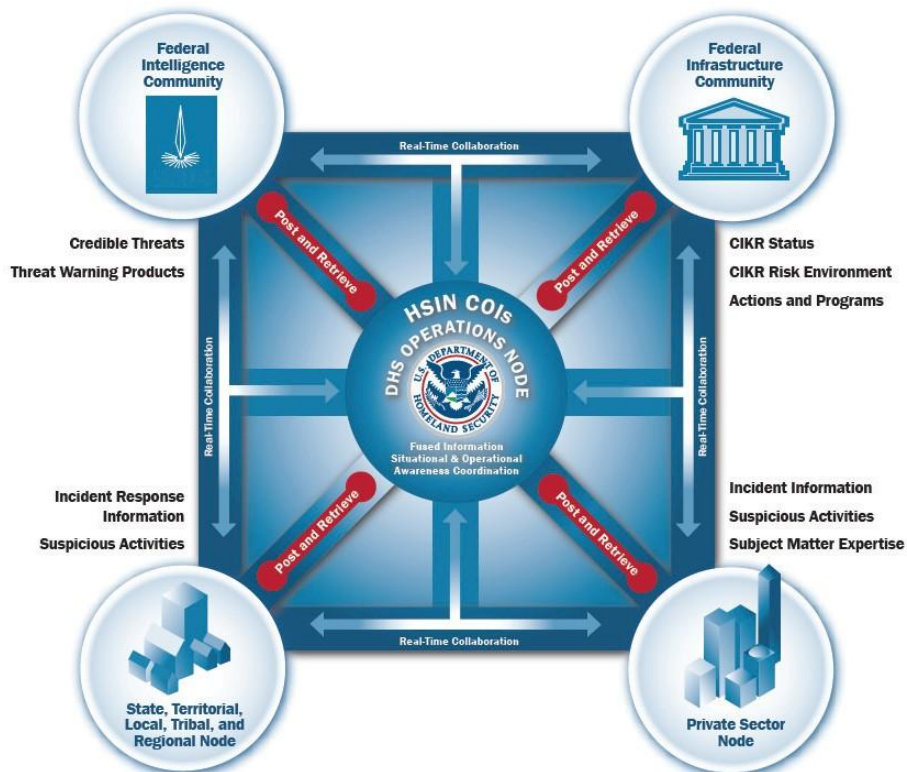 Federal
Intelligence
Community
Federal
Infrastructure
Community
Real-Time Collaboration
Post and Retrieve
Post and Retrieve
Credible Threats
Threat Warning Products
CIKR Status
CIKR Risk Environment
Actions and Programs
Real-Time Collaboration
Real-Time Collaboration
HSIN COIs
DHS OPERATIONS NODE
U.S. DEPARTMENT OF
HOMELAND SECURITY
Fused Information
Situational & Operational
Awareness Coordination
Incident Response
Information
Suspicious Activities
Incident Information
Suspicious Activities
Subject Matter Expertise
Post and Retrieve
Post and Retrieve
Real-Time Collaboration
State, Territorial,
Local, Tribal, and
Regional Node
Private Sector
Node